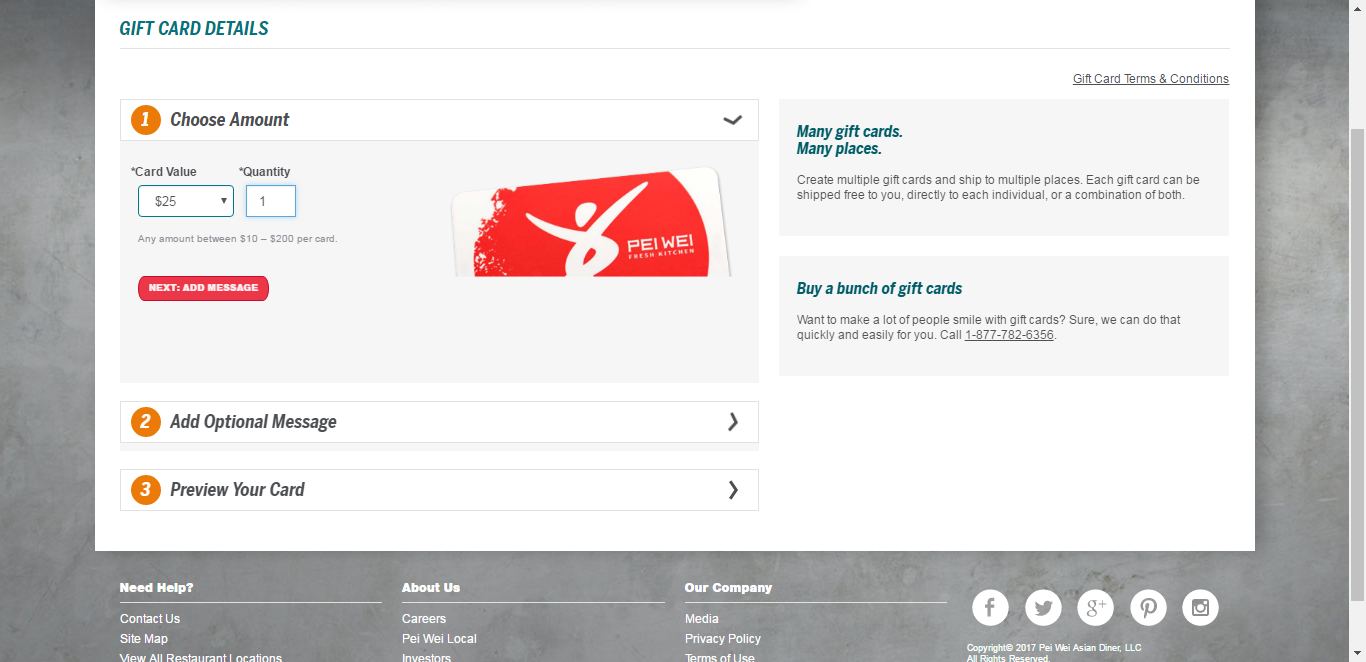 GIFT CARD DETAILS
Gift Card Terms & Conditions
1 Choose Amount
*Card Value *Quantity
$25 1
Any amount between $10 – $200 per card.
NEXT: ADD MESSAGE
PEI WEI
FRESH KITCHEN
Many gift cards.
Many places.
Create multiple gift cards and ship to multiple places. Each gift card can be
shipped free to you, directly to each individual, or a combination of both.
Buy a bunch of gift cards
Want to make a lot of people smile with gift cards? Sure, we can do that
quickly and easily for you. Call 1-877-782-6356.
2 Add Optional Message
3 Preview Your Card
Need Help?
Contact Us
Site Map
View All Restaurant Locations
About Us
Careers
Pei Wei Local
Investors
Our Company
Media
Privacy Policy
Terms of Use
f g+
Copyright© 2017 Pei Wei Asian Diner, LLC
All Rights Reserved.